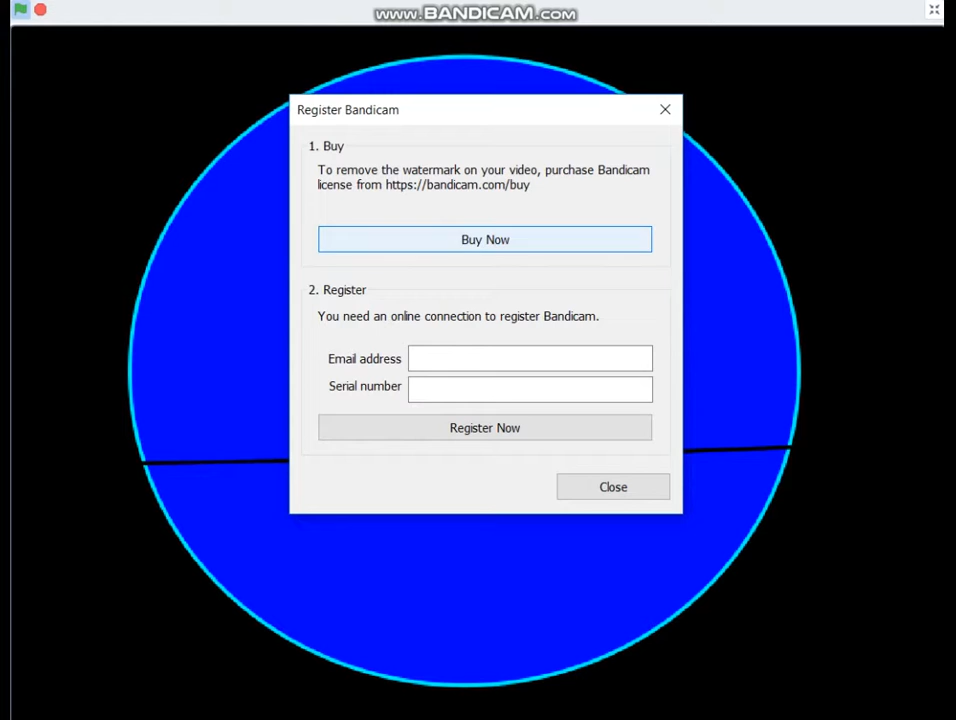 www.BANDICAM.com
Register Bandicam
1. Buy
To remove the watermark on your video, purchase Bandicam
license from https://bandicam.com/buy
Buy Now
2. Register
You need an online connection to register Bandicam.
Email address
Serial number
Register Now
Close